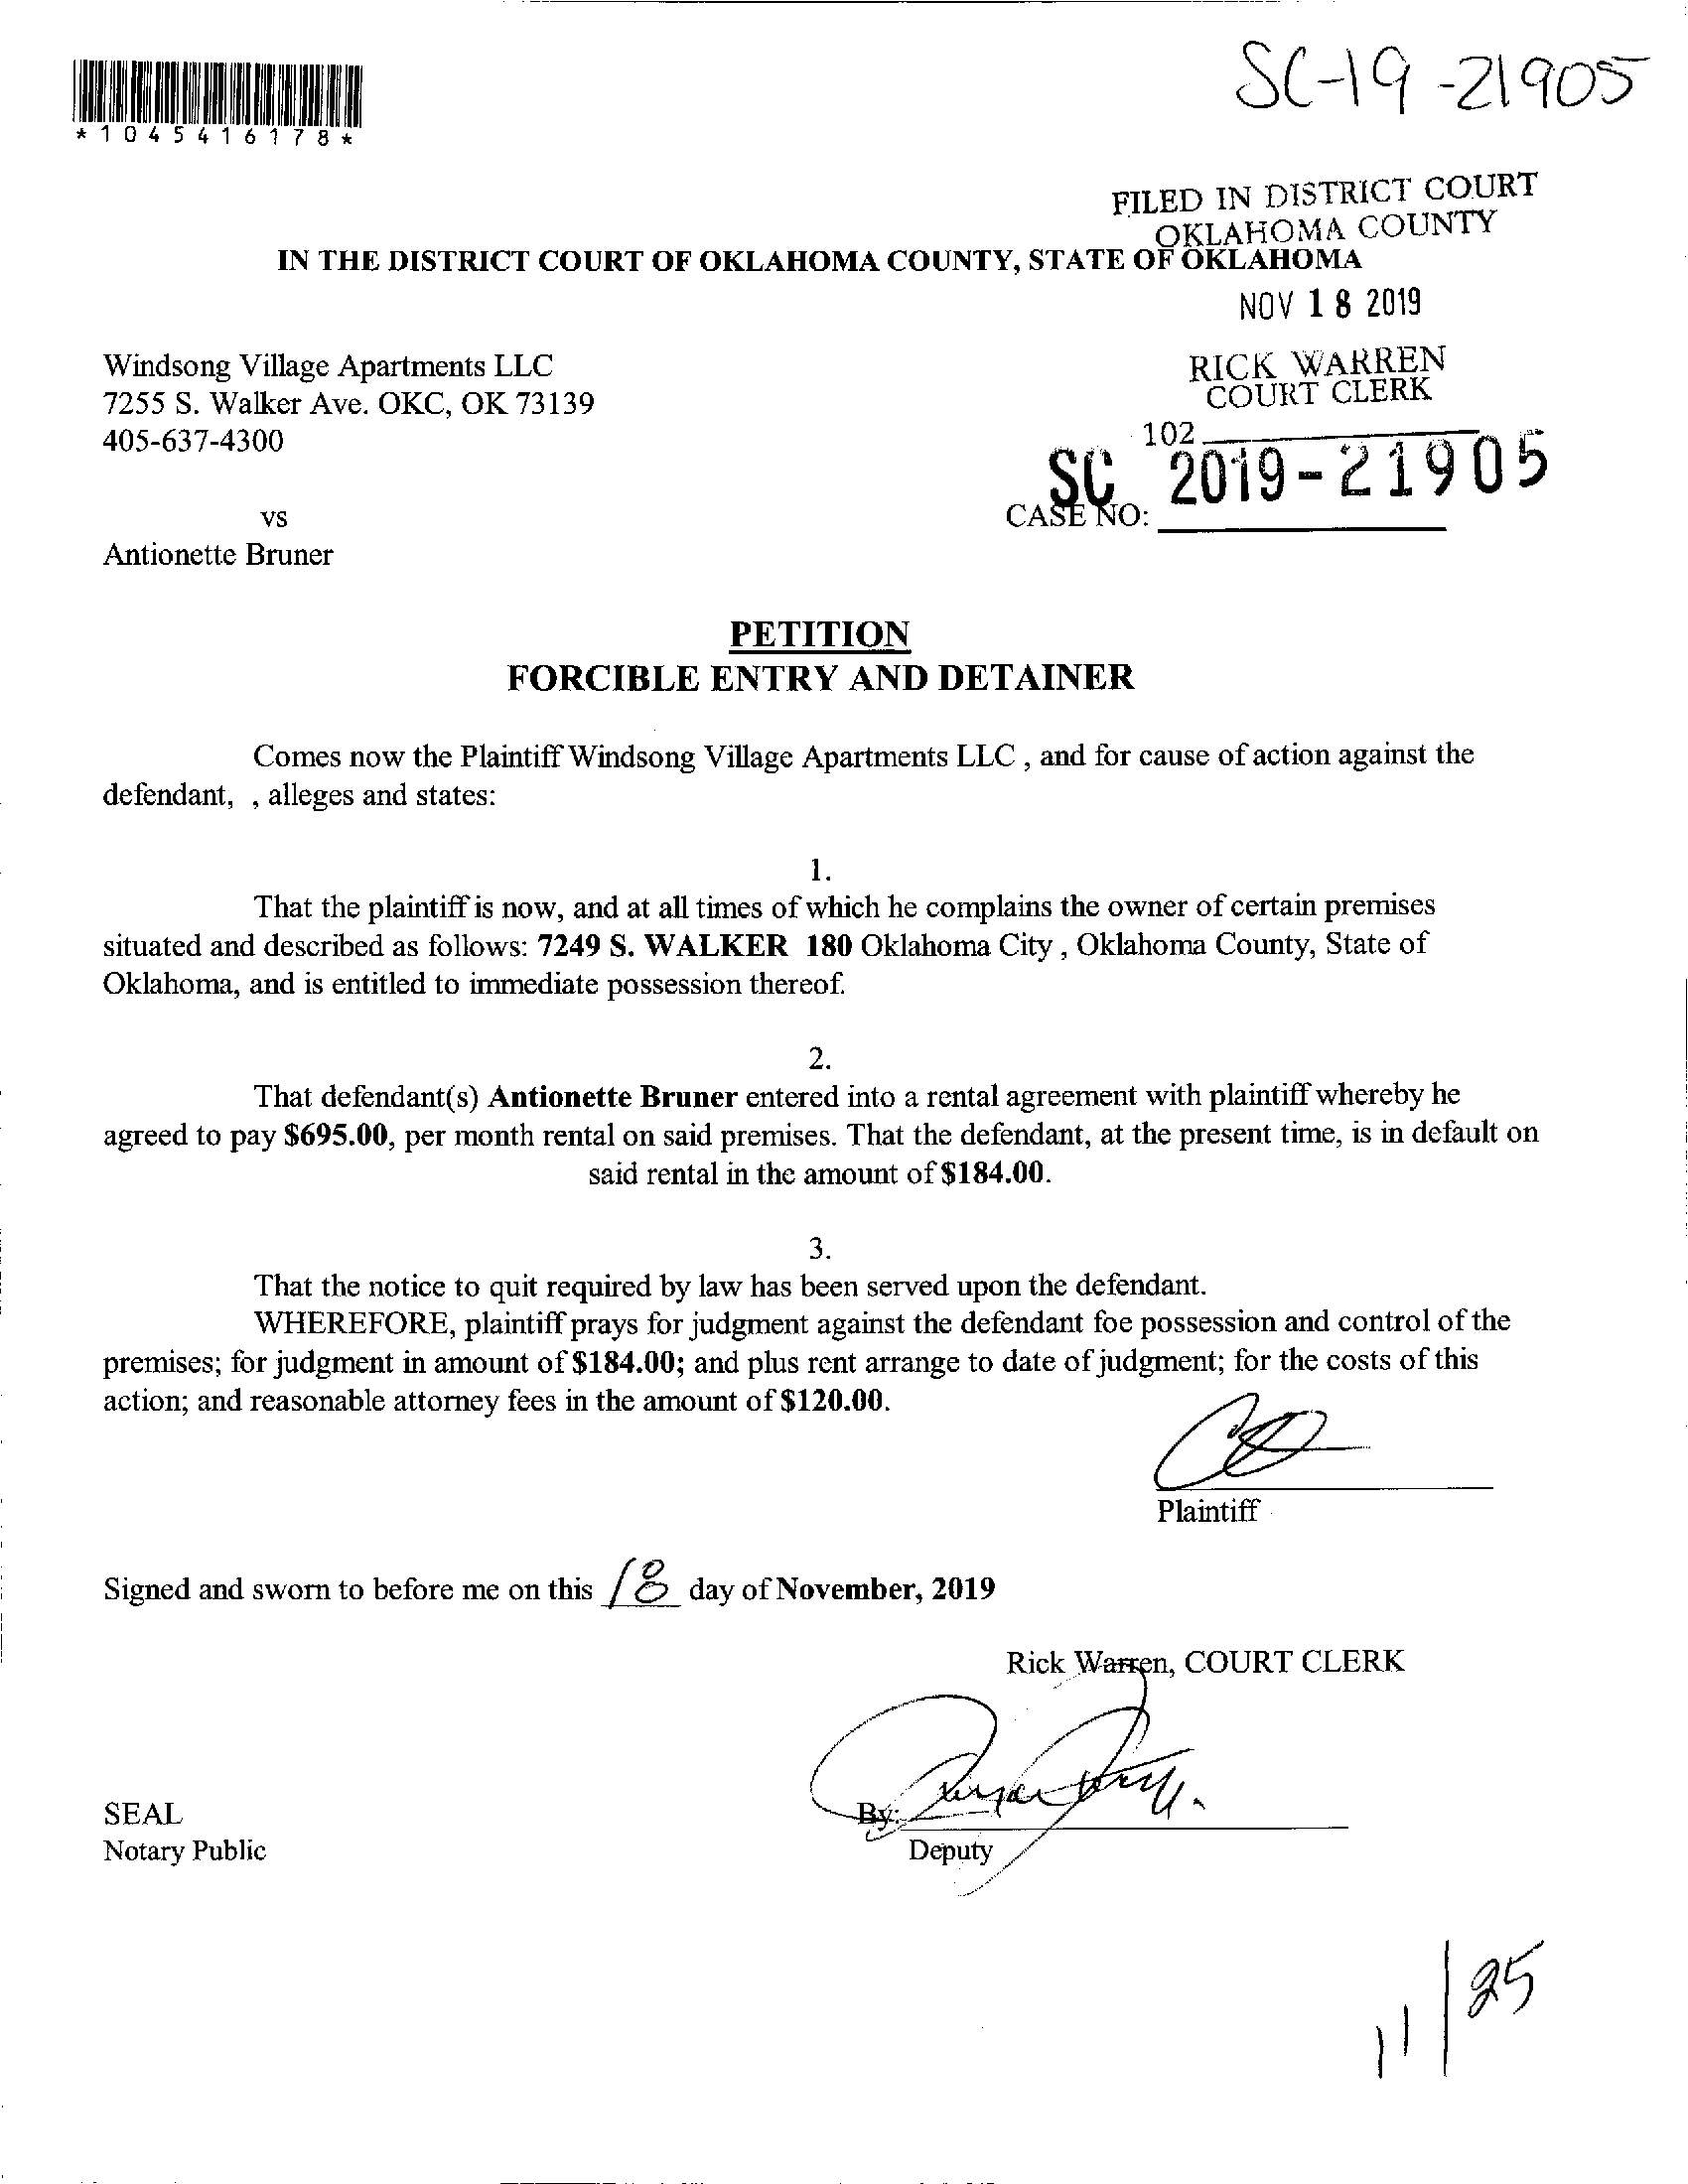 SC-19-21905
*1045416178*
FILED IN DISTRICT COURT
OKLAHOMA COUNTY
IN THE DISTRICT COURT OF OKLAHOMA COUNTY, STATE OF OKLAHOMA
NOV 18 2019
Windsong Village Apartments LLC
RICK WARREN
COURT CLERK
7255 S. Walker Ave. OKC, OK 73139
405-637-4300
102
SC 2019-21905
CASE NO:
vs
Antionette Bruner
PETITION
FORCIBLE ENTRY AND DETAINER
Comes now the Plaintiff Windsong Village Apartments LLC , and for cause of action against the
defendant, , alleges and states:
1.
That the plaintiff is now, and at all times of which he complains the owner of certain premises
situated and described as follows: 7249 S. WALKER 180 Oklahoma City , Oklahoma County, State of
Oklahoma, and is entitled to immediate possession thereof.
2.
That defendant(s) Antionette Bruner entered into a rental agreement with plaintiff whereby he
agreed to pay $695.00, per month rental on said premises. That the defendant, at the present time, is in default on
said rental in the amount of $184.00.
3.
That the notice to quit required by law has been served upon the defendant.
WHEREFORE, plaintiff prays for judgment against the defendant foe possession and control of the
premises; for judgment in amount of $184.00; and plus rent arrange to date of judgment; for the costs of this
action; and reasonable attorney fees in the amount of $120.00.
Plaintiff
Signed and sworn to before me on this 18 day of November, 2019
Rick Warren, COURT CLERK
SEAL
By:
Notary Public
Deputy
11/25